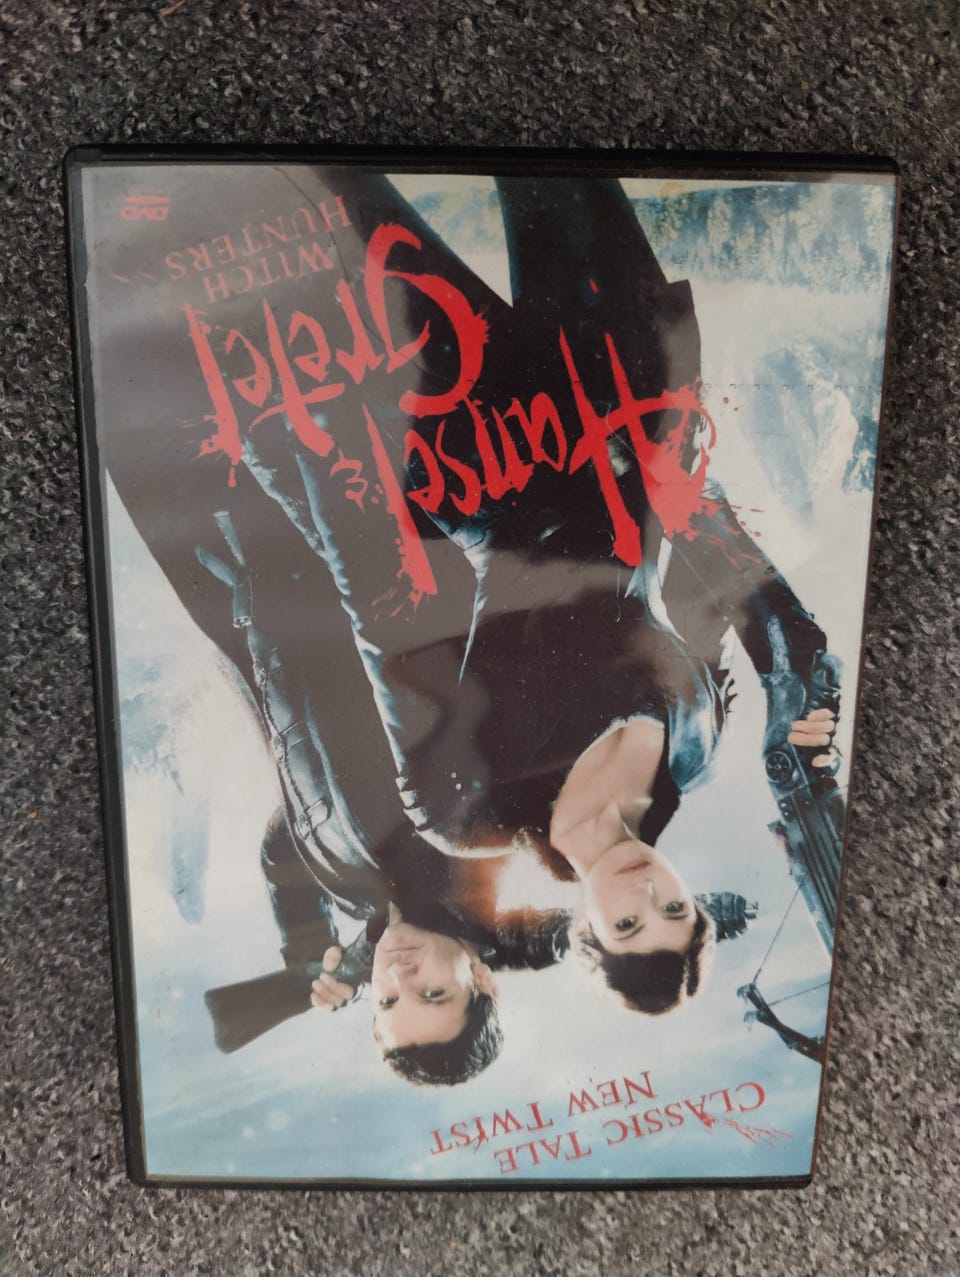 CLASSIC TALE
NEW TWIST
Hansel
& Gretel
WITCH
HUNTERS
DVD